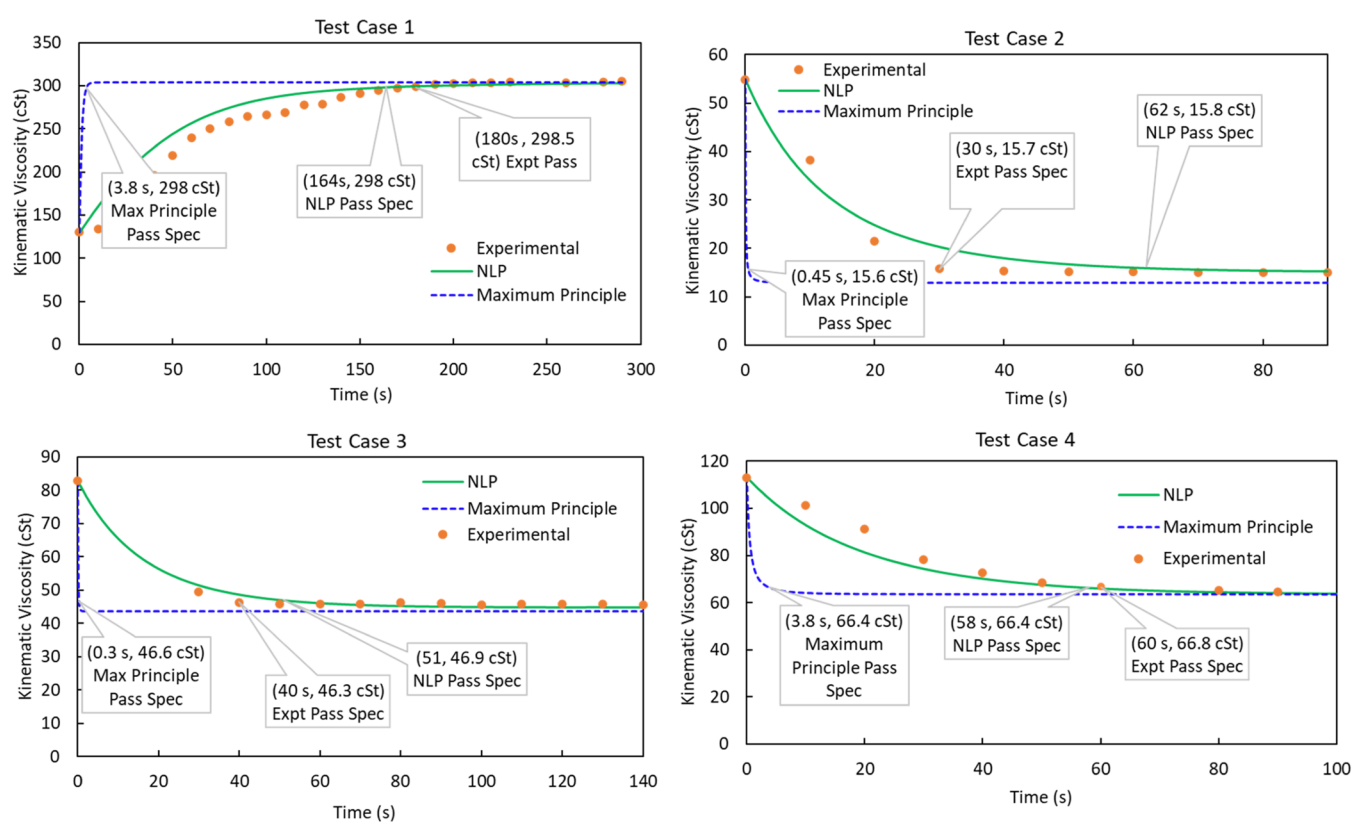 Test Case 1
350
300
250
200
150
100
50
0
Kinematic Viscosity (cSt)
(3.8 s, 298 cSt)
Max Principle
Pass Spec
(164s, 298 cSt)
NLP Pass Spec
(180s , 298.5
cSt) Expt Pass
Experimental
NLP
Maximum Principle
0 50 100 150 200 250 300
Time (s)
Test Case 2
60
50
40
30
20
10
0
Kinematic Viscosity (cSt)
Experimental
NLP
Maximum Principle
(62 s, 15.8 cSt)
NLP Pass Spec
(30 s, 15.7 cSt)
Expt Pass Spec
(0.45 s, 15.6 cSt)
Max Principle
Pass Spec
0 20 40 60 80
Time (s)
Test Case 3
90
80
70
60
50
40
30
20
10
0
Kinematic Viscosity (cSt)
NLP
Maximum Principle
Experimental
(0.3 s, 46.6 cSt)
Max Principle
Pass Spec
(40 s, 46.3 cSt)
Expt Pass Spec
(51, 46.9 cSt)
NLP Pass Spec
0 20 40 60 80 100 120 140
Time (s)
Test Case 4
120
100
80
60
40
20
0
Kinematic Viscosity (cSt)
NLP
Maximum Principle
Experimental
(3.8 s, 66.4 cSt)
Maximum
Principle Pass
Spec
(58 s, 66.4 cSt)
NLP Pass Spec
(60 s, 66.8 cSt)
Expt Pass Spec
0 20 40 60 80 100
Time (s)